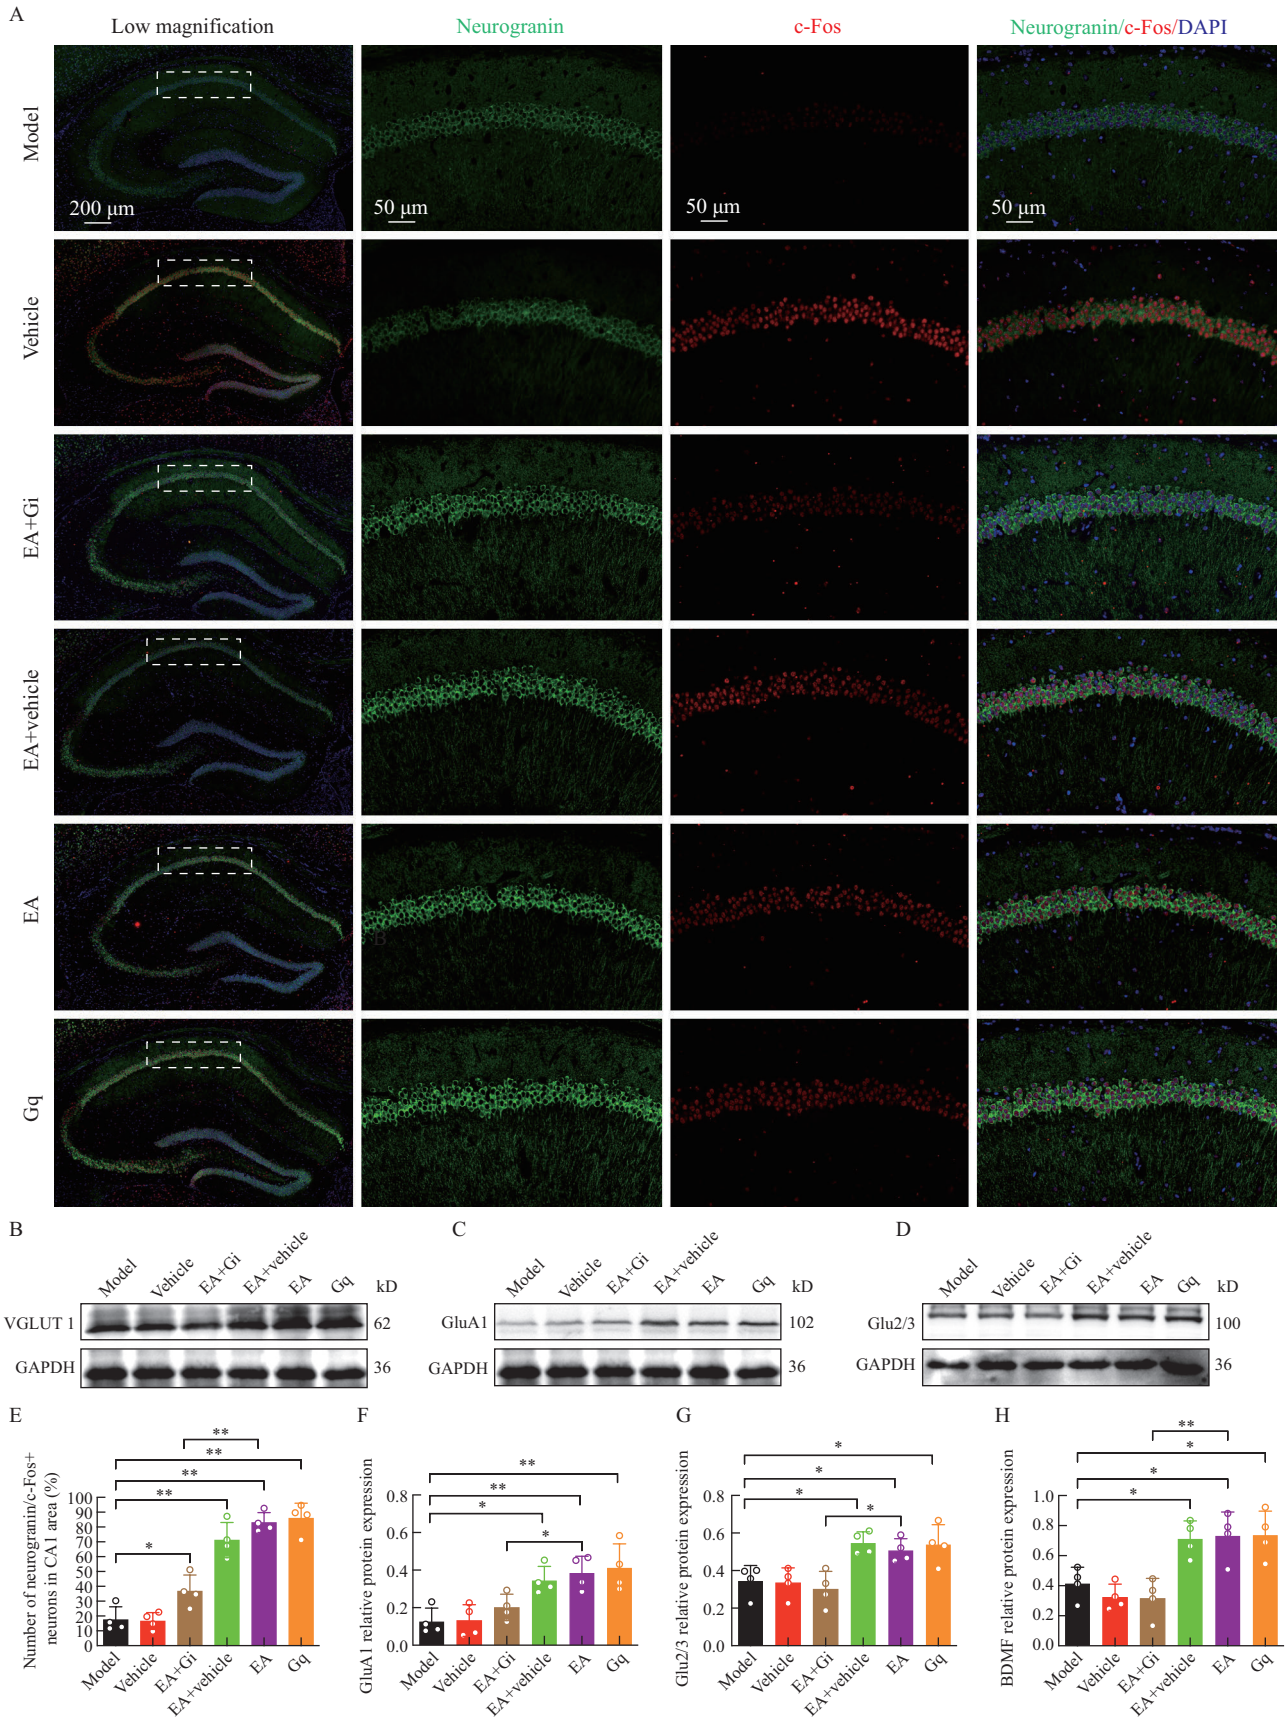 A
Low magnification
Neurogranin
c-Fos
Neurogranin/c-Fos/DAPI
Model
200 μm
50 μm
50 μm
50 μm
Vehicle
EA+Gi
EA+vehicle
EA
B
Gq
B
Model
Vehicle
EA+Gi
EA+vehicle
EA
Gq
kD
VGLUT 1
62
GAPDH
36
C
Model
Vehicle
EA+Gi
EA+vehicle
EA
Gq
kD
GluA1
102
GAPDH
36
D
Model
Vehicle
EA+Gi
EA+vehicle
EA
Gq
kD
Glu2/3
100
GAPDH
36
E
Number of neurogranin/c-Fos+
neurons in CA1 area (%)
100
90
80
70
60
50
40
30
20
10
0
*
**
**
**
**
Model
Vehicle
EA+Gi
EA+vehicle
EA
Gq
F
GluA1 relative protein expression
0.8
0.6
0.4
0.2
0.0
**
**
*
*
Model
Vehicle
EA+Gi
EA+vehicle
EA
Gq
G
Glu2/3 relative protein expression
0.8
0.6
0.4
0.2
0.0
*
*
*
*
Model
Vehicle
EA+Gi
EA+vehicle
EA
Gq
H
BDMF relative protein expression
1.0
0.8
0.6
0.4
0.2
0.0
**
*
*
*
Model
Vehicle
EA+Gi
EA+vehicle
EA
Gq